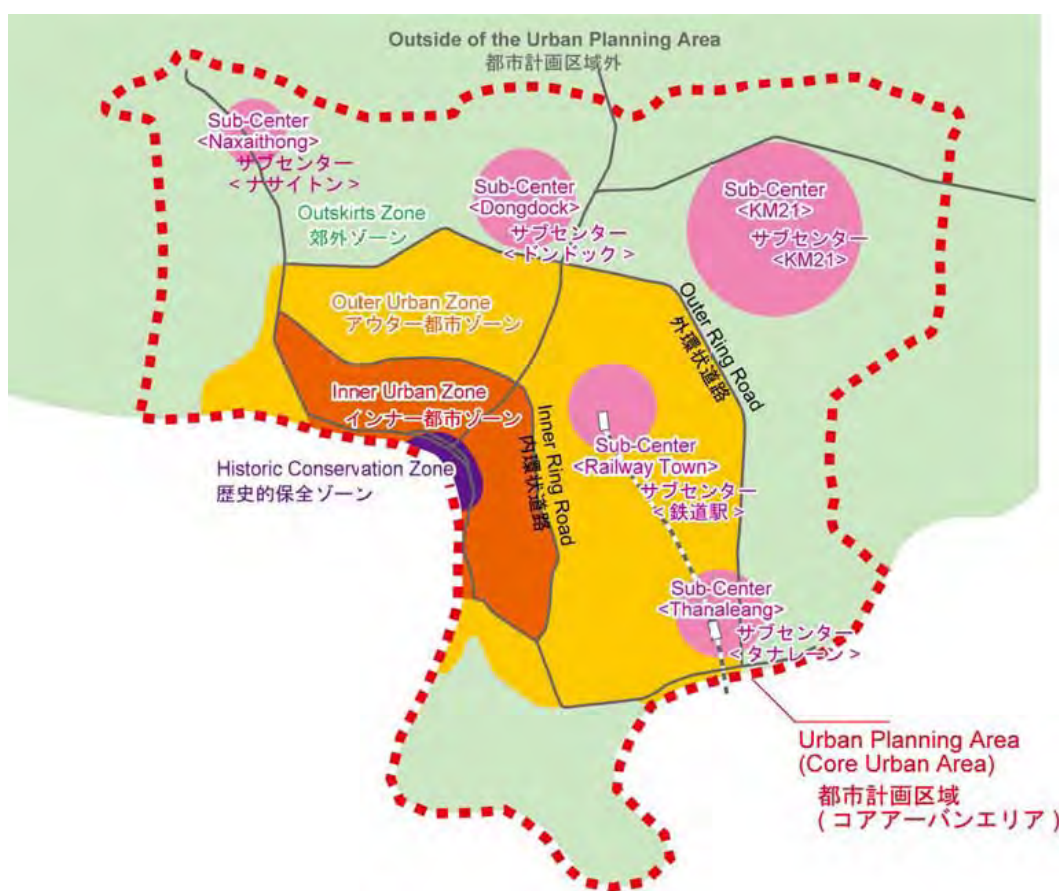 Outside of the Urban Planning Area
都市計画区域外
Sub-Center
<Naxaithong>
サブセンター
< ナサイトン >
Sub-Center
<Dongdock>
サブセンター
< ドンドック >
Sub-Center
<KM21>
サブセンター
<KM21>
Outskirts Zone
郊外ゾーン
Outer Urban Zone
アウター都市ゾーン
Outer Ring Road
外環状道路
Inner Urban Zone
インナー都市ゾーン
Inner Ring Road
内環状道路
Historic Conservation Zone
歴史的保全ゾーン
Sub-Center
<Railway Town>
サブセンター
< 鉄道駅 >
Sub-Center
<Thanaleang>
サブセンター
< タナレーン >
Urban Planning Area
(Core Urban Area)
都市計画区域
( コアアーバンエリア )